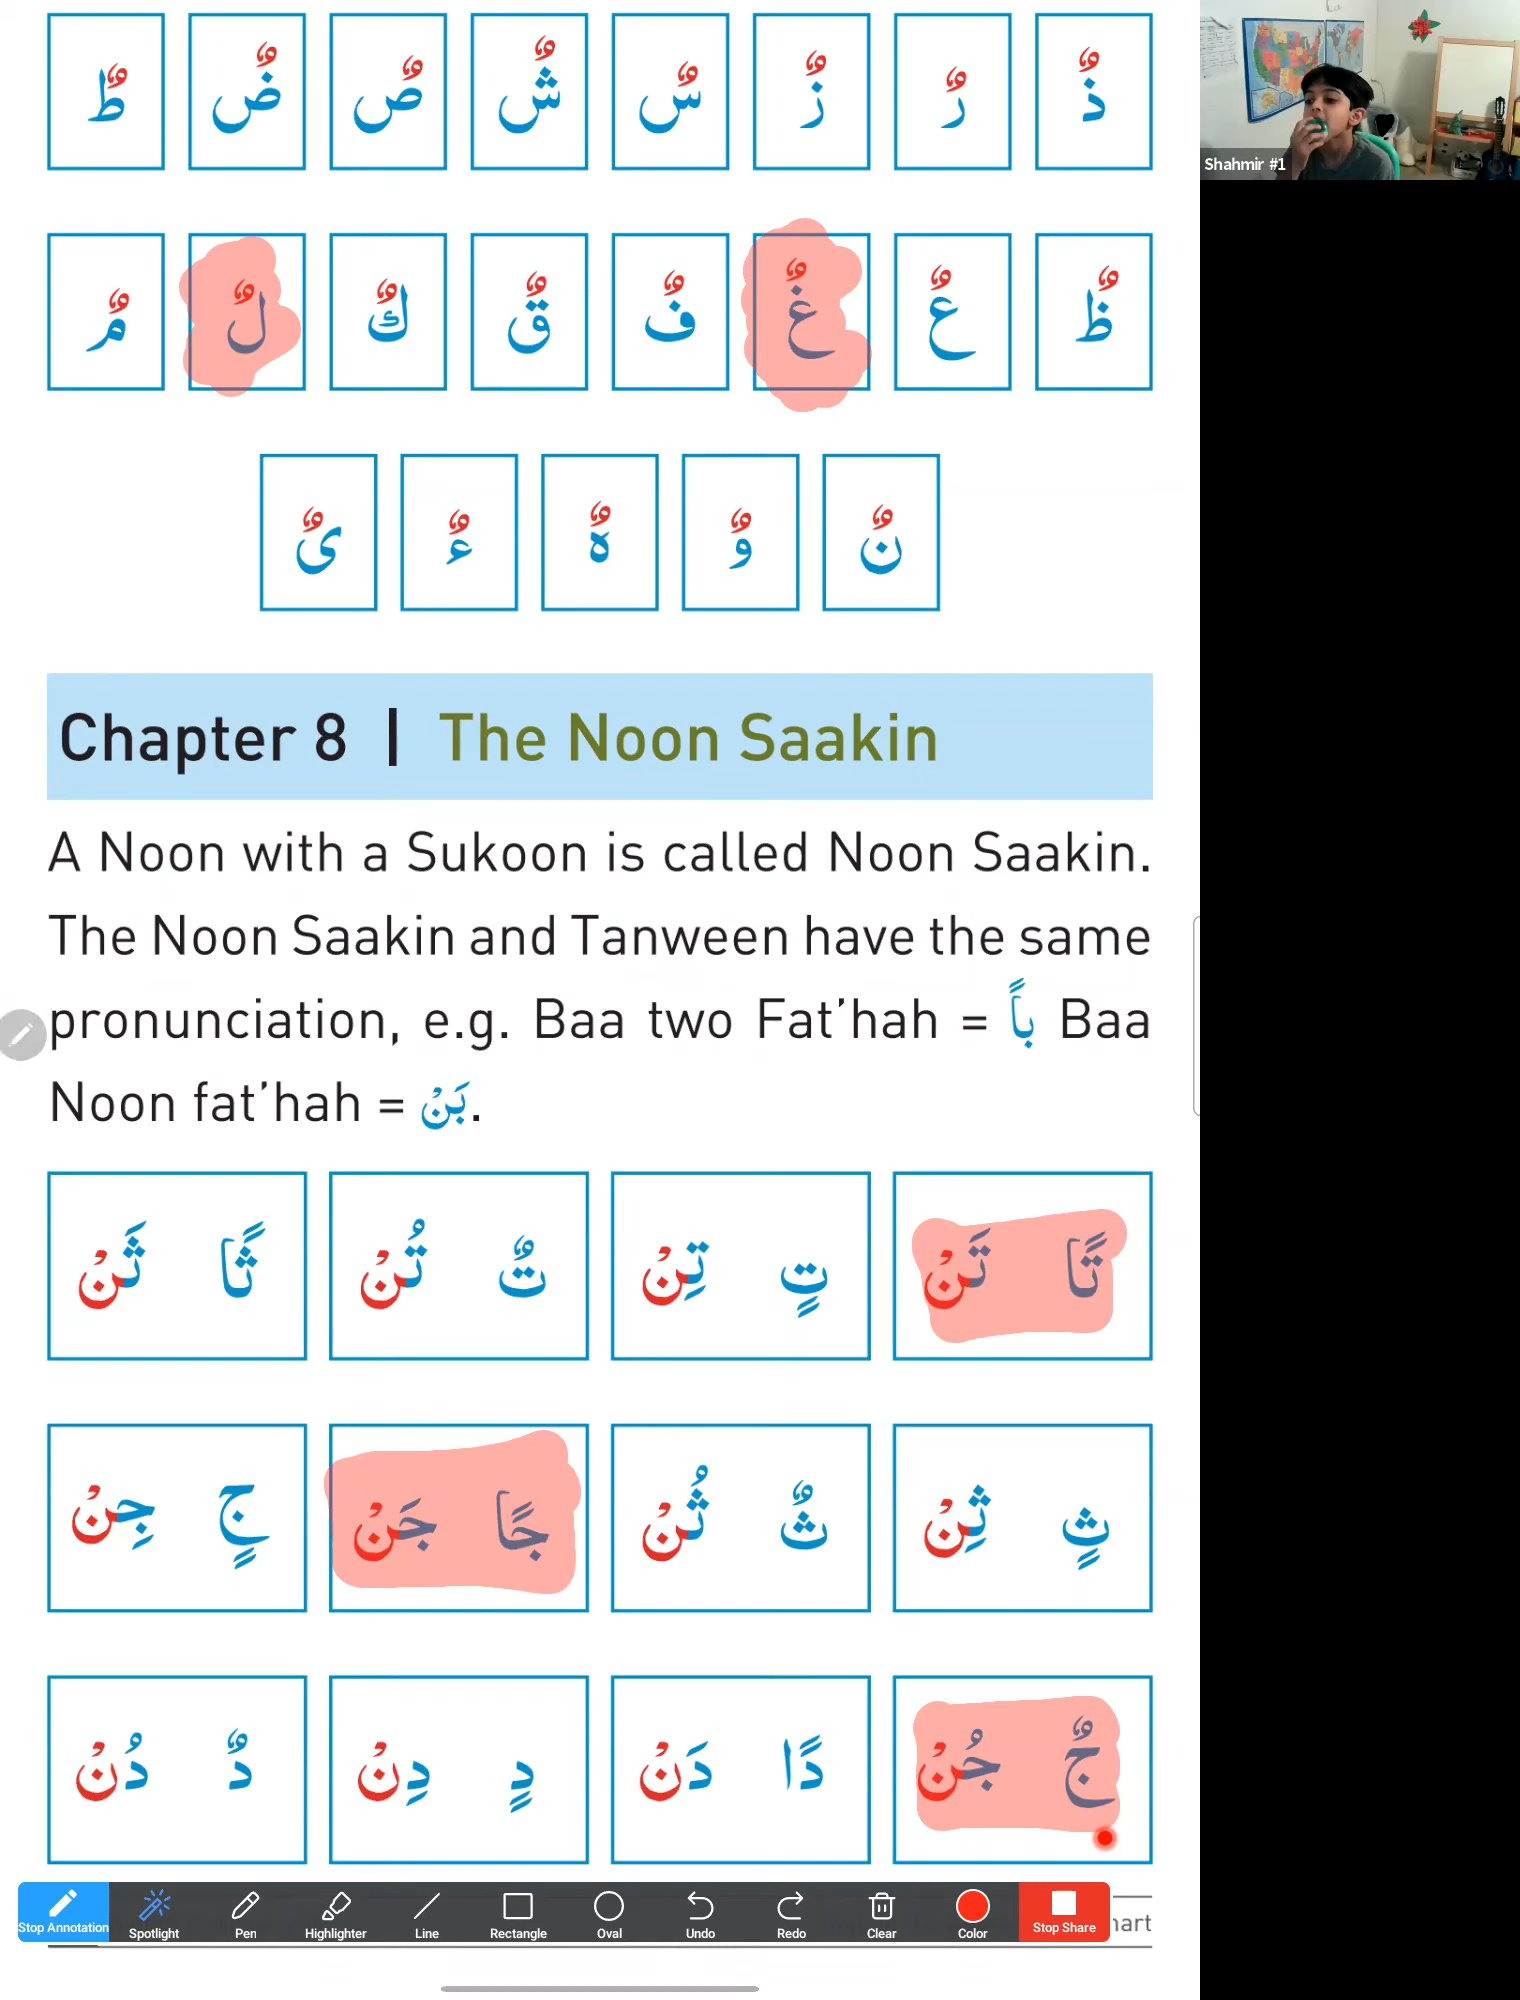 ذٌ رٌ زٌ سٌ شٌ صٌ ضٌ طٌ
ظٌ عٌ غٌ فٌ قٌ كٌ لٌ مٌ
نٌ وٌ هٌ ءٌ ىٌ
Chapter 8 | The Noon Saakin
A Noon with a Sukoon is called Noon Saakin.
The Noon Saakin and Tanween have the same
pronunciation, e.g. Baa two Fat'hah = باً Baa
Noon fat'hah = بَنْ.
تًا تَنْ تٍ تِنْ تٌ تُنْ ثًا ثَنْ
ثٍ ثِنْ ثٌ ثُنْ جًا جَنْ جٍ جِنْ
جٌ جُنْ دًا دَنْ دٍ دِنْ دٌ دُنْ
Stop Annotation Spotlight Pen Highlighter Line Rectangle Oval Undo Redo Clear Color Stop Share
Shahmir #1